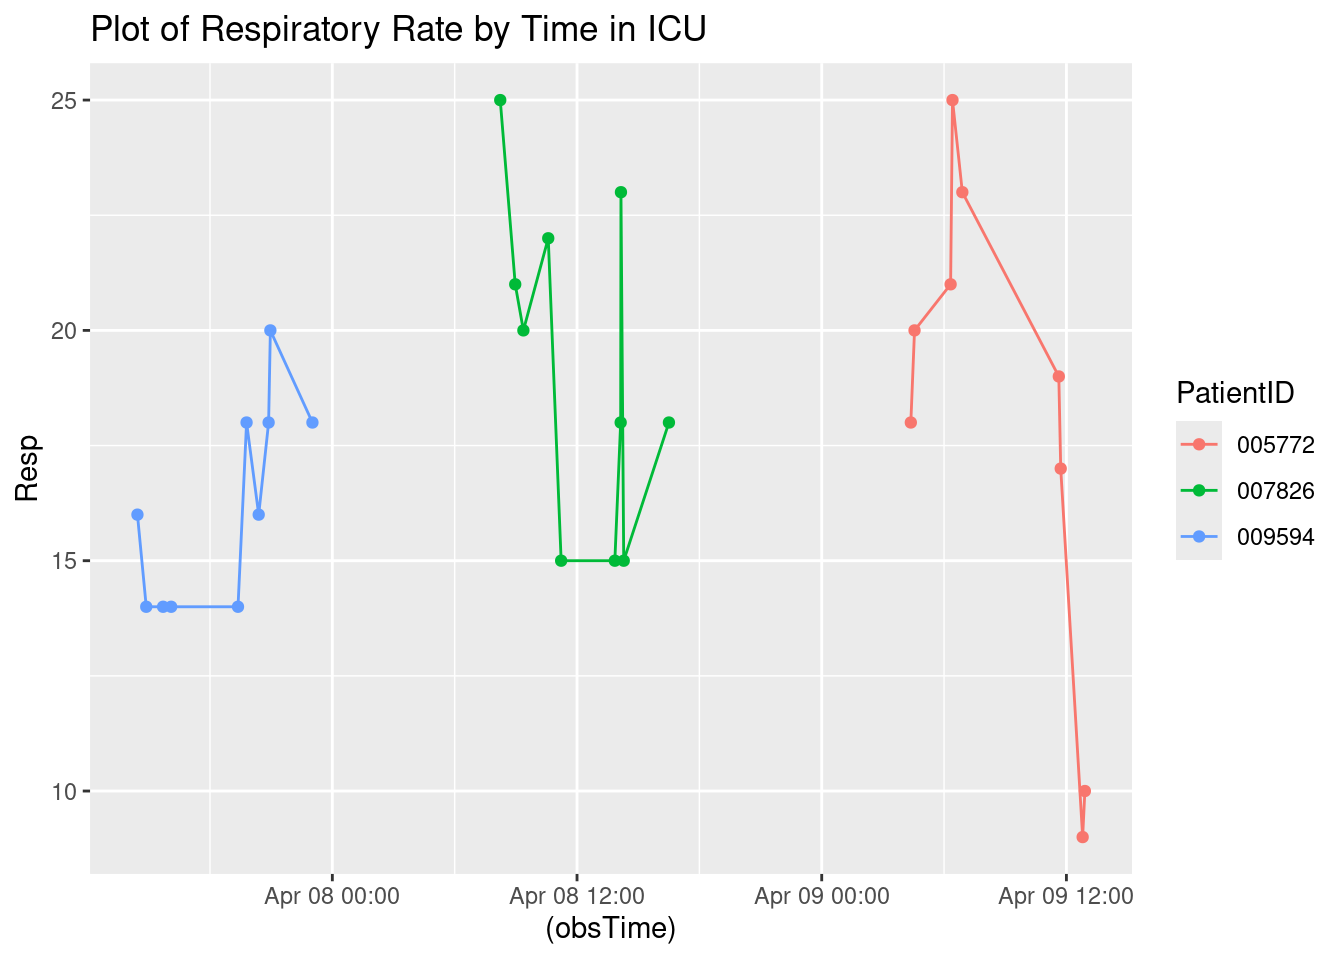 Plot of Respiratory Rate by Time in ICU
25
20
15
10
Resp
Apr 08 00:00
Apr 08 12:00
Apr 09 00:00
Apr 09 12:00
(obsTime)
PatientID
005772
007826
009594